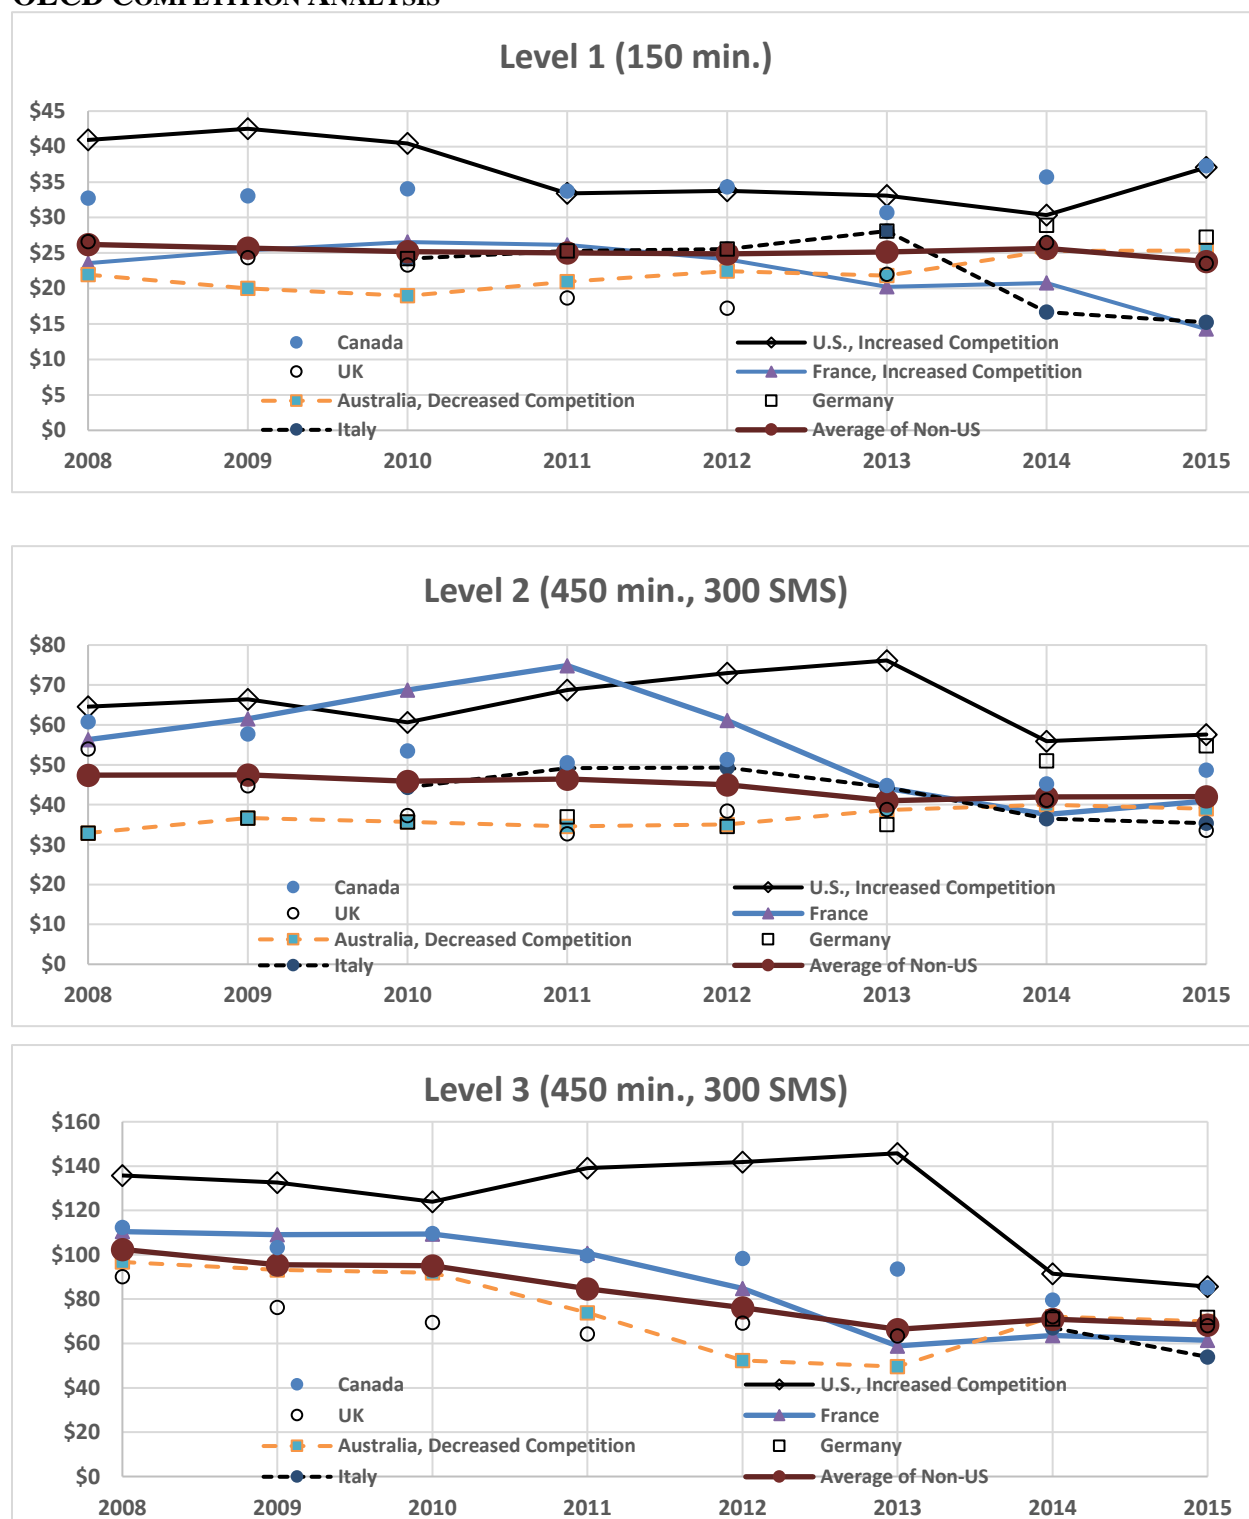 OECD COMPETITION ANALYSIS
Level 1 (150 min.)
$45
$40
$35
$30
$25
$20
$15
$10
$5
$0
Canada
U.S., Increased Competition
UK
France, Increased Competition
Australia, Decreased Competition
Germany
Italy
Average of Non-US
2008 2009 2010 2011 2012 2013 2014 2015
Level 2 (450 min., 300 SMS)
$80
$70
$60
$50
$40
$30
$20
$10
$0
Canada
U.S., Increased Competition
UK
France
Australia, Decreased Competition
Germany
Italy
Average of Non-US
2008 2009 2010 2011 2012 2013 2014 2015
Level 3 (450 min., 300 SMS)
$160
$140
$120
$100
$80
$60
$40
$20
$0
Canada
U.S., Increased Competition
UK
France
Australia, Decreased Competition
Germany
Italy
Average of Non-US
2008 2009 2010 2011 2012 2013 2014 2015